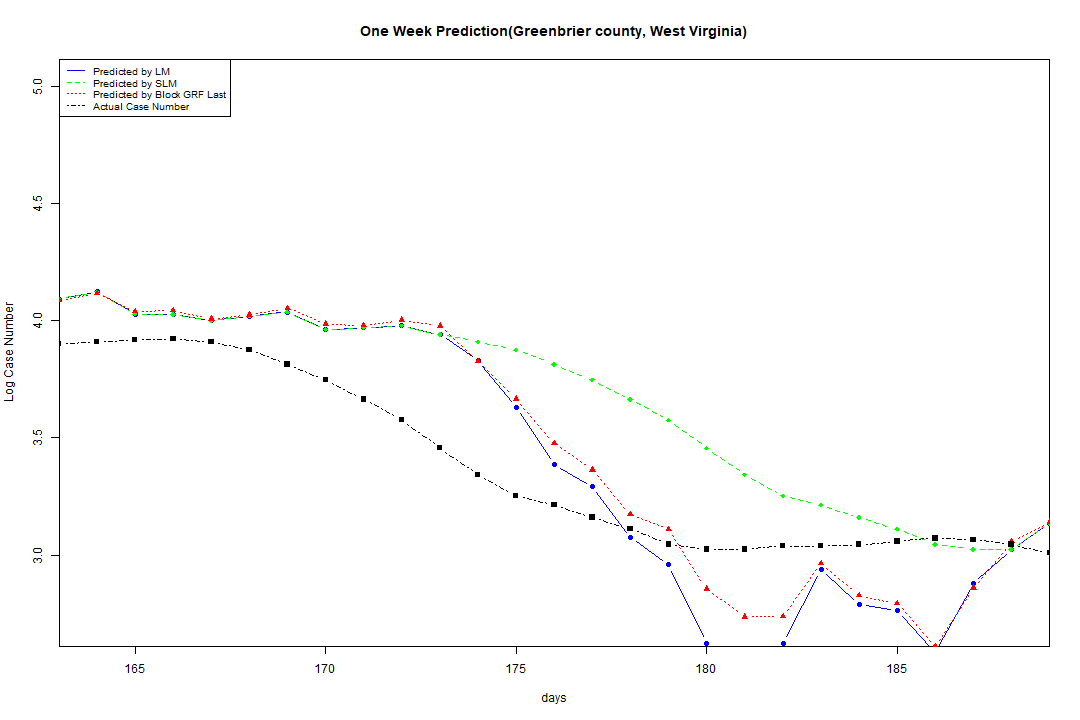 One Week Prediction(Greenbrier county, West Virginia)
Predicted by LM
Predicted by SLM
Predicted by Block GRF Last
Actual Case Number
5.0
4.5
4.0
3.5
3.0
Log Case Number
165 170 175 180 185
days